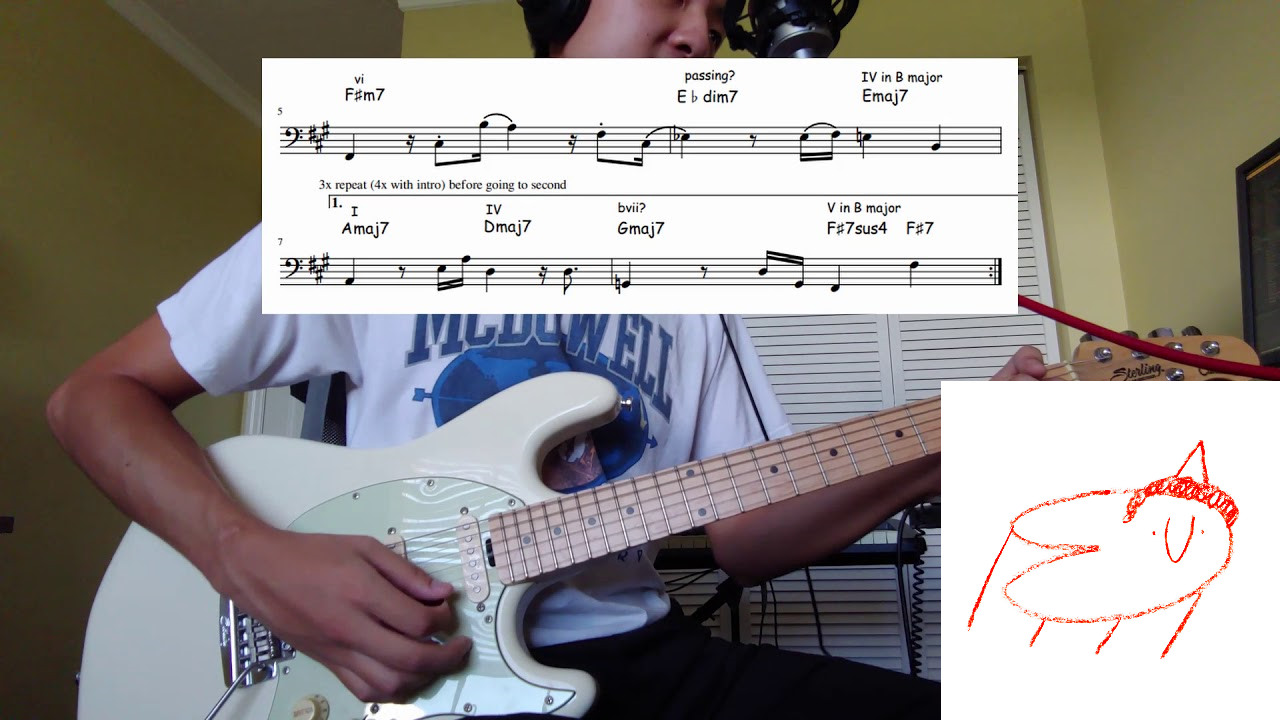 vi passing? IV in B major
F♯m7 E♭dim7 Emaj7
5
3x repeat (4x with intro) before going to second
1.
I IV bvii? V in B major
Amaj7 Dmaj7 Gmaj7 F♯7sus4 F♯7
7
MCDOWELL
Sterling